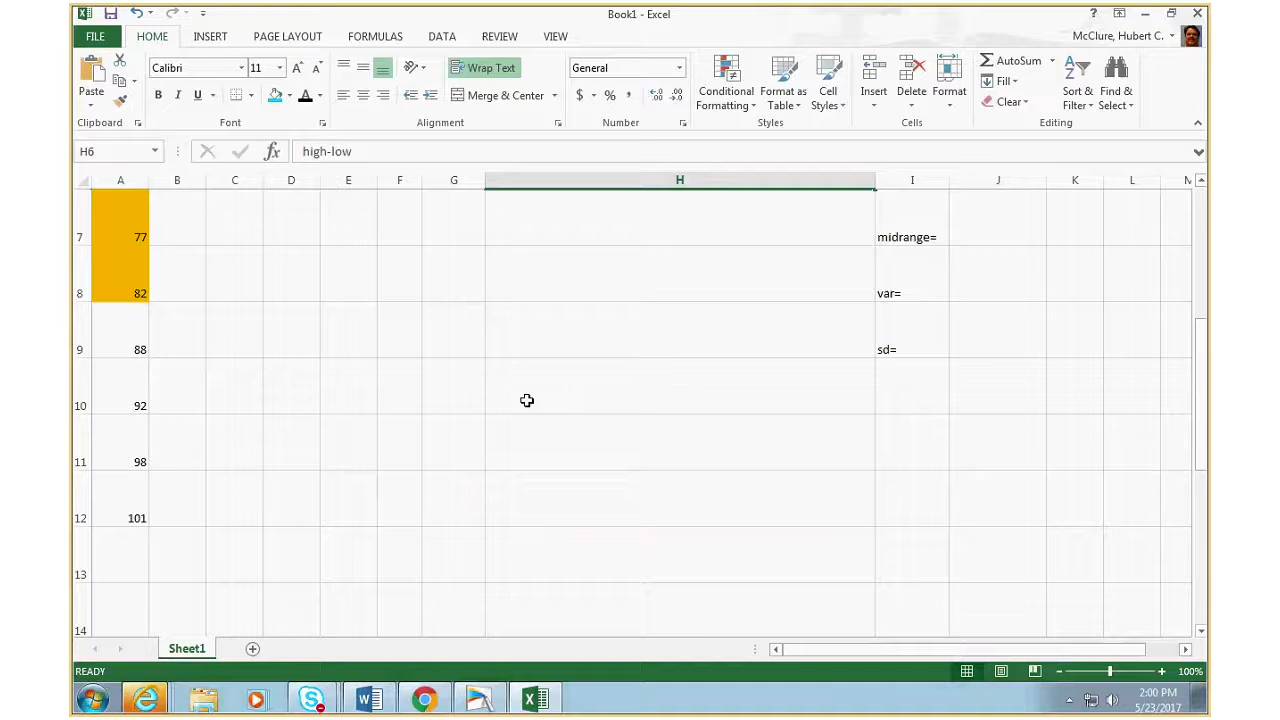 Book1 - Excel
?
FILE HOME INSERT PAGE LAYOUT FORMULAS DATA REVIEW VIEW McClure, Hubert C.
Calibri 11 A A Wrap Text General AutoSum
Paste B I U A Merge & Center $ % , Conditional Formatting Format as Table Cell Styles Insert Delete Format Fill Clear Sort & Filter Find & Select
Clipboard Font Alignment Number Styles Cells Editing
H6 fx high-low
A B C D E F G H I J K L M
7 77 midrange=
8 82 var=
9 88 sd=
10 92
11 98
12 101
13
14
Sheet1
READY 100%
2:00 PM
5/23/2017